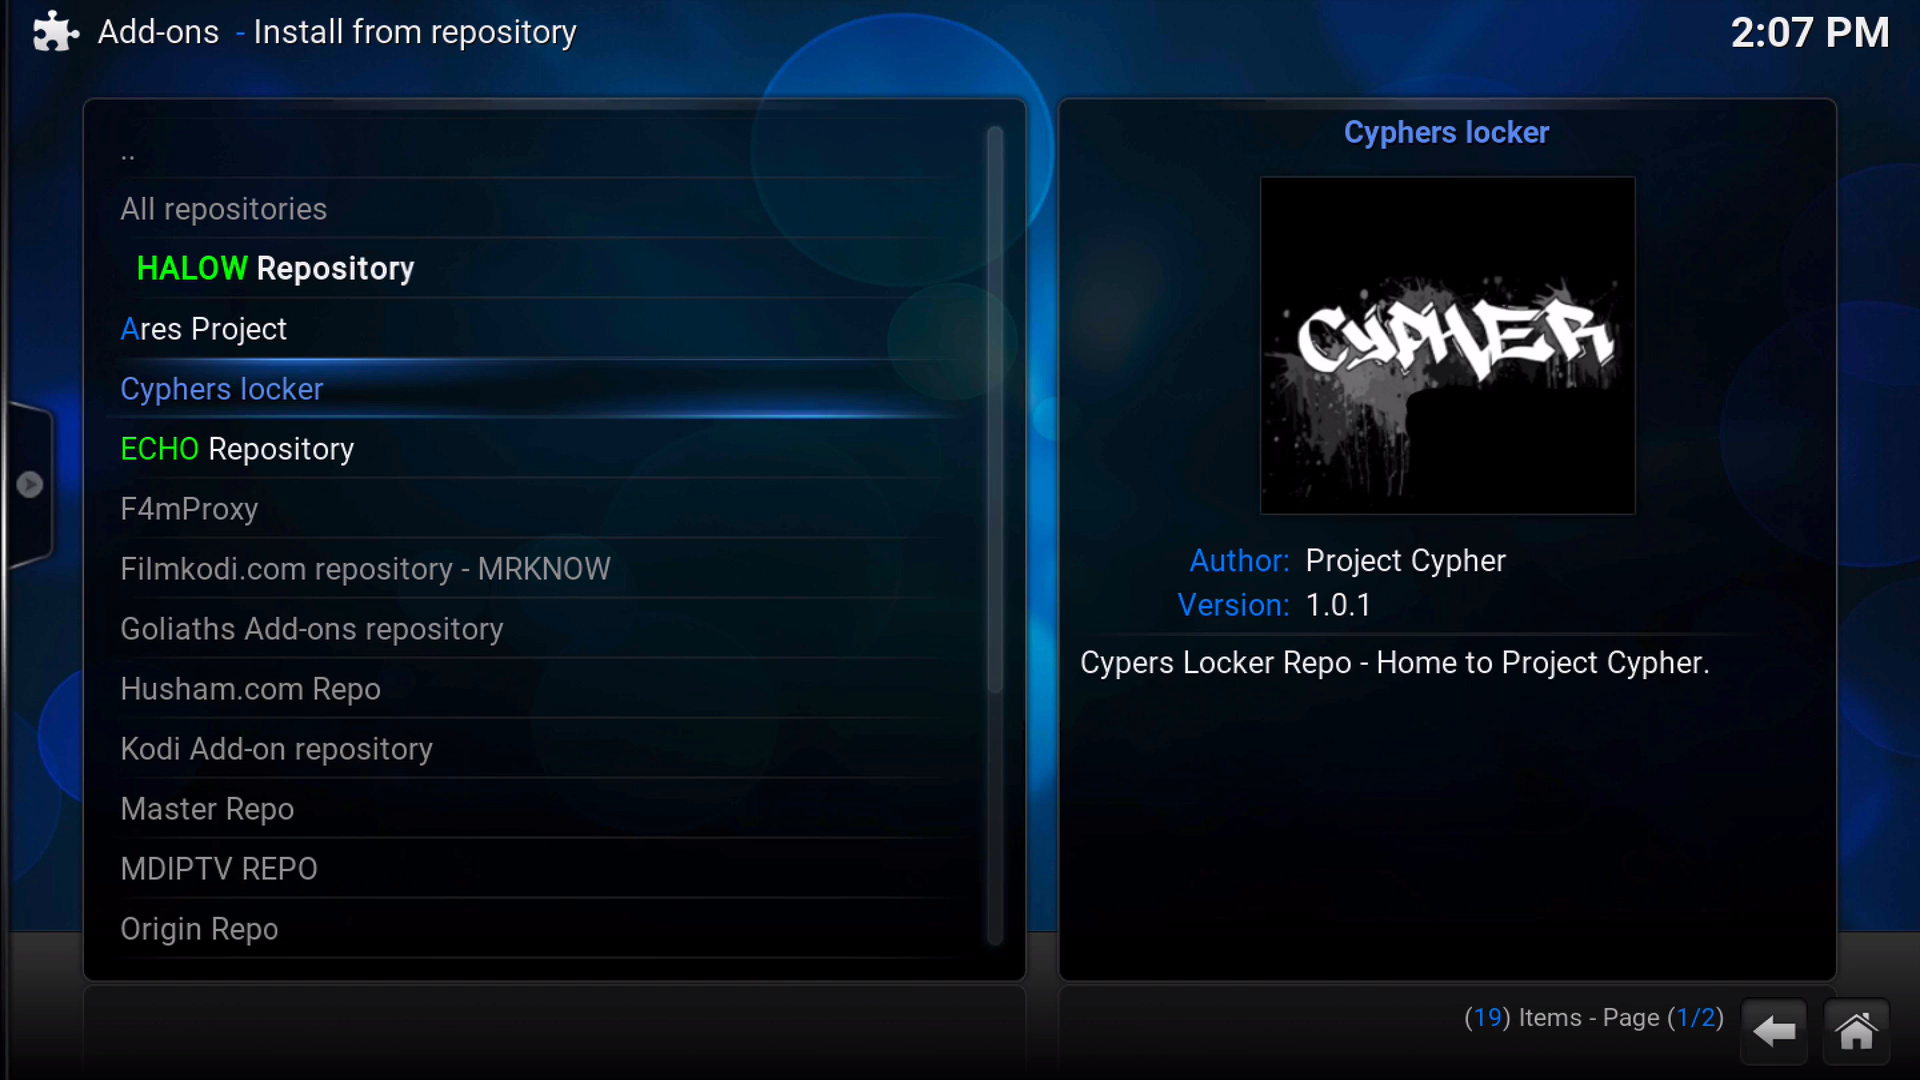 Add-ons - Install from repository
2:07 PM
..
All repositories
HALOW Repository
Ares Project
Cyphers locker
ECHO Repository
F4mProxy
Filmkodi.com repository - MRKNOW
Goliaths Add-ons repository
Husham.com Repo
Kodi Add-on repository
Master Repo
MDIPTV REPO
Origin Repo
Cyphers locker
CYPHER
Author: Project Cypher
Version: 1.0.1
Cypers Locker Repo - Home to Project Cypher.
(19) Items - Page (1/2)